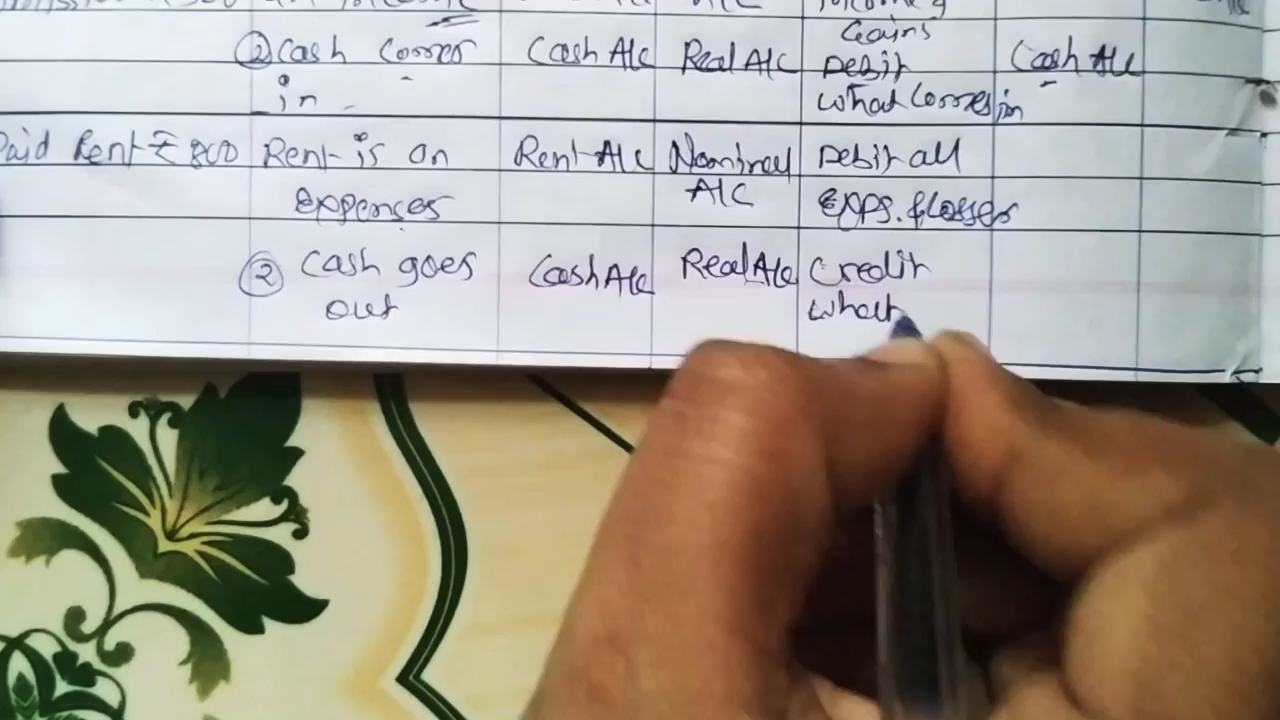 Gains
② Cash comes Cash A/c Real A/c Debit Cash A/c
in what comes in
Paid Rent ₹ 800 Rent is an Rent A/c Nominal Debit all
expenses A/c Exps. & losses
② Cash goes Cash A/c Real A/c Credit
out what